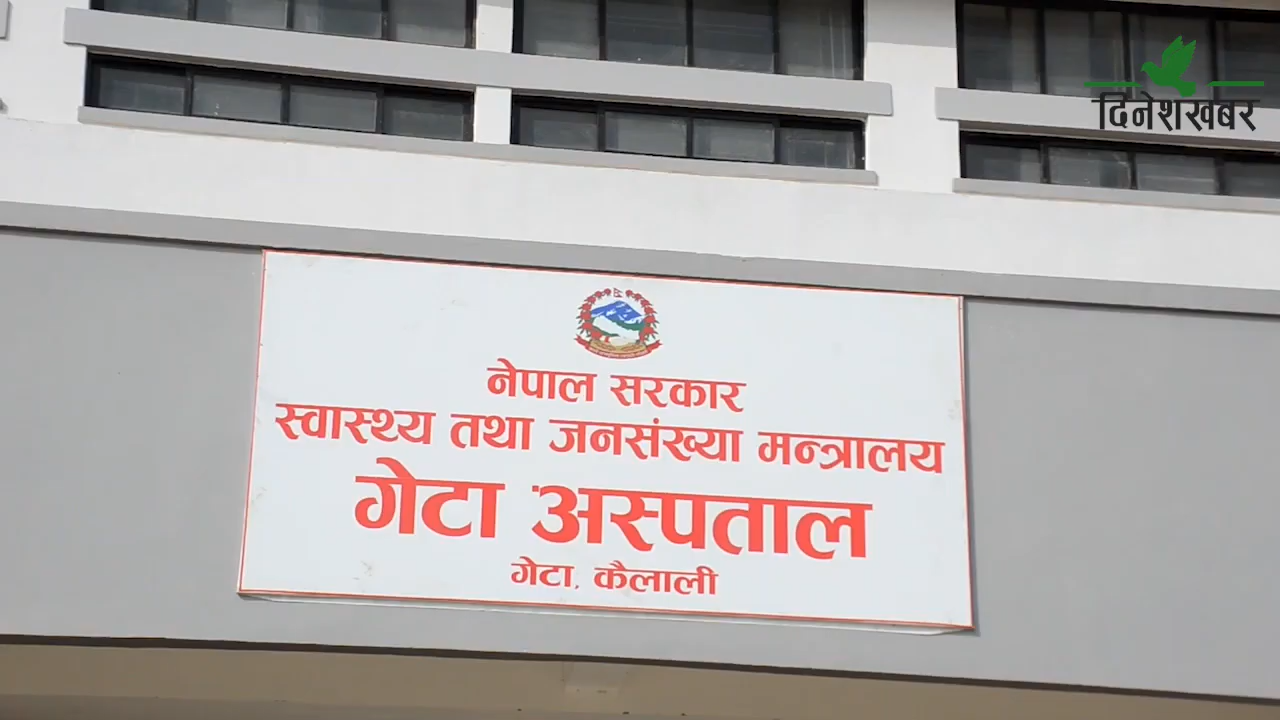 दिनेशखबर
नेपाल सरकार
स्वास्थ्य तथा जनसंख्या मन्त्रालय
गेटा अस्पताल
गेटा, कैलाली